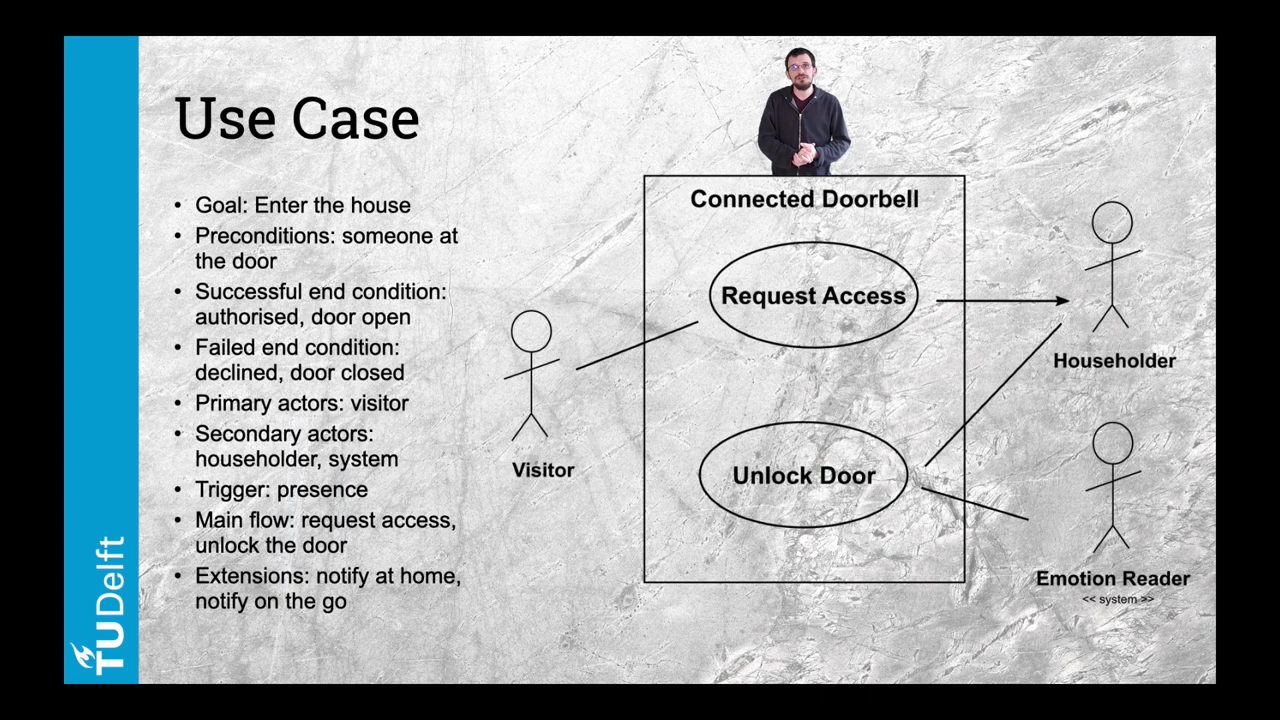 Use Case
• Goal: Enter the house
• Preconditions: someone at
the door
• Successful end condition:
authorised, door open
• Failed end condition:
declined, door closed
• Primary actors: visitor
• Secondary actors:
householder, system
• Trigger: presence
• Main flow: request access,
unlock the door
• Extensions: notify at home,
notify on the go
Connected Doorbell
Request Access
Unlock Door
Visitor
Householder
Emotion Reader
<< system >>
TUDelft